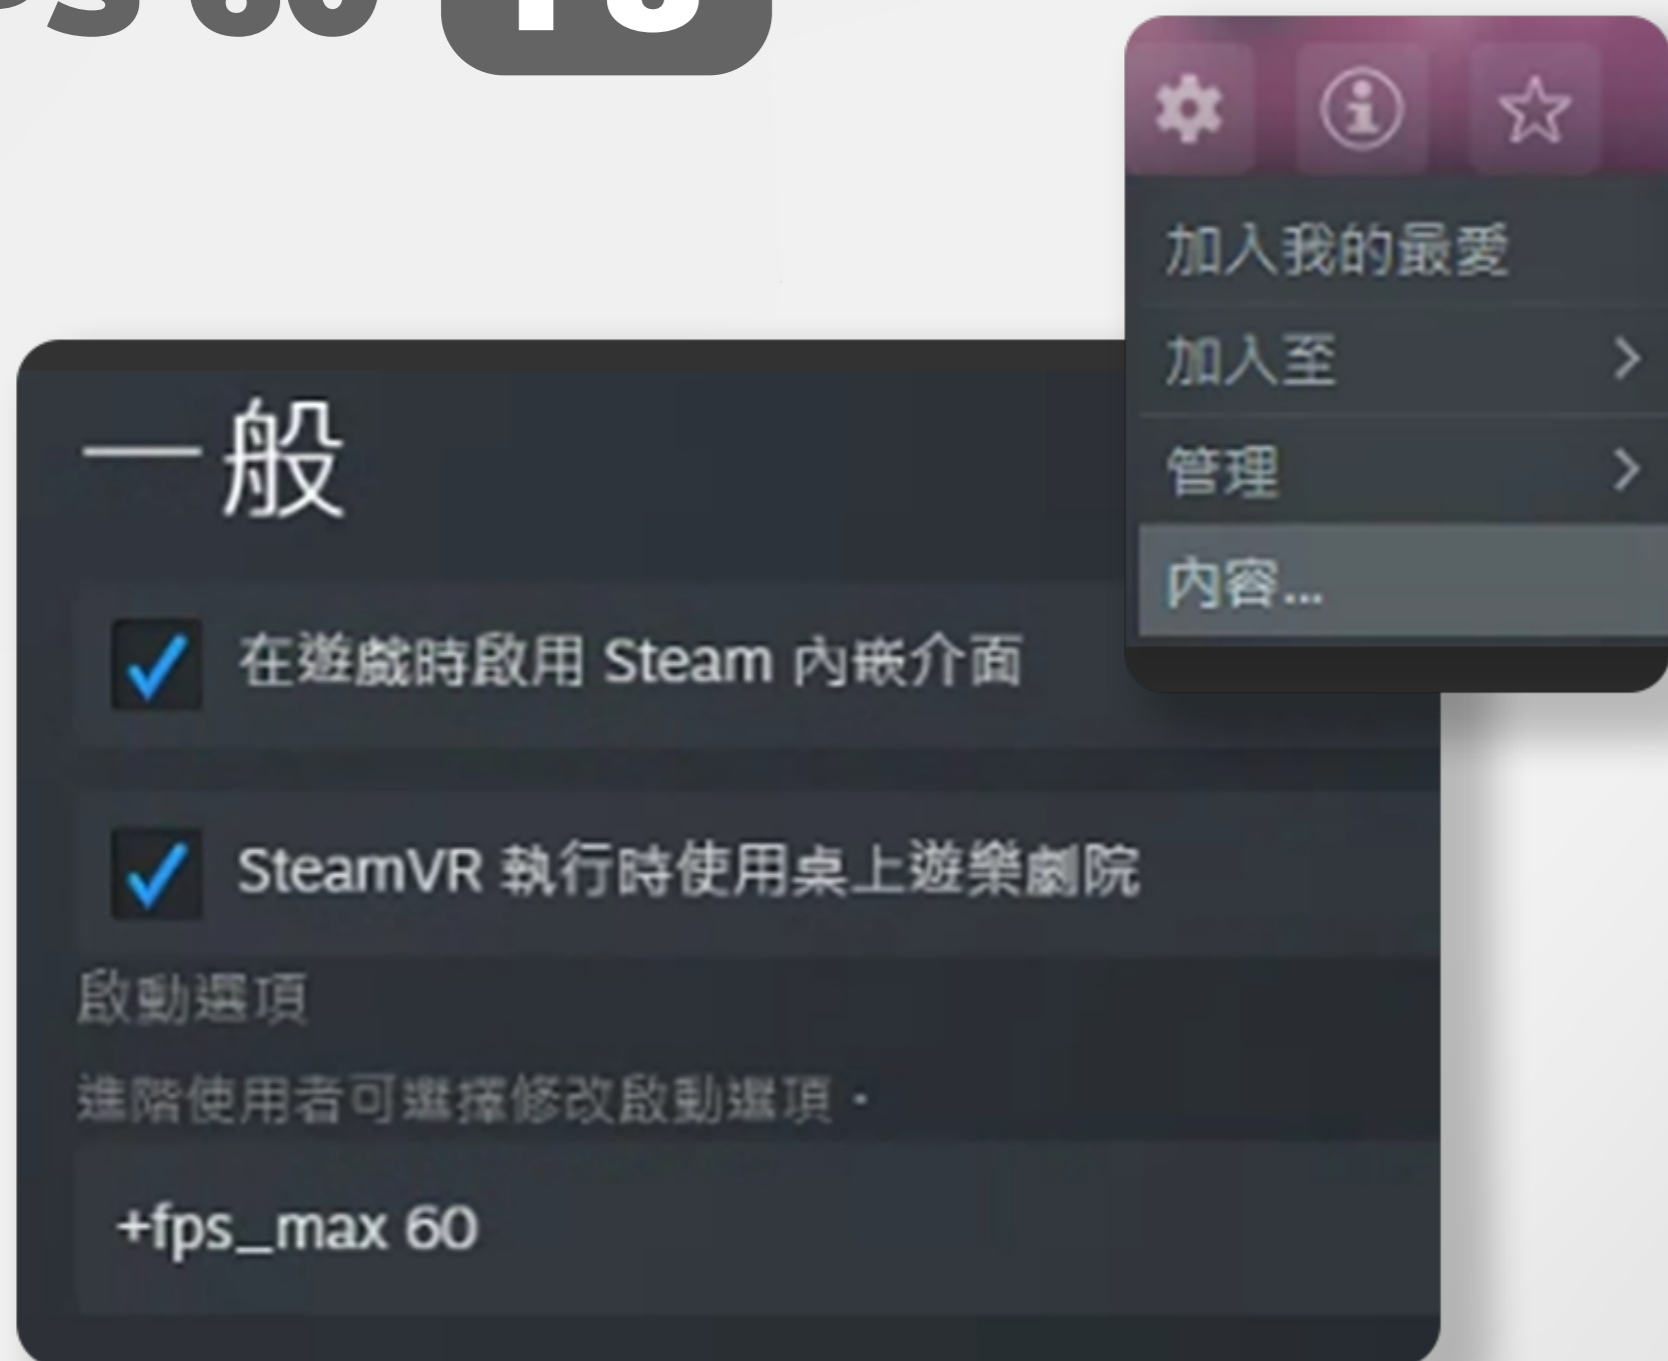 加入我的最愛
加入至
管理
內容...
一般
在遊戲時啟用 Steam 內嵌介面
SteamVR 執行時使用桌上遊樂劇院
啟動選項
進階使用者可選擇修改啟動選項。
+fps_max 60